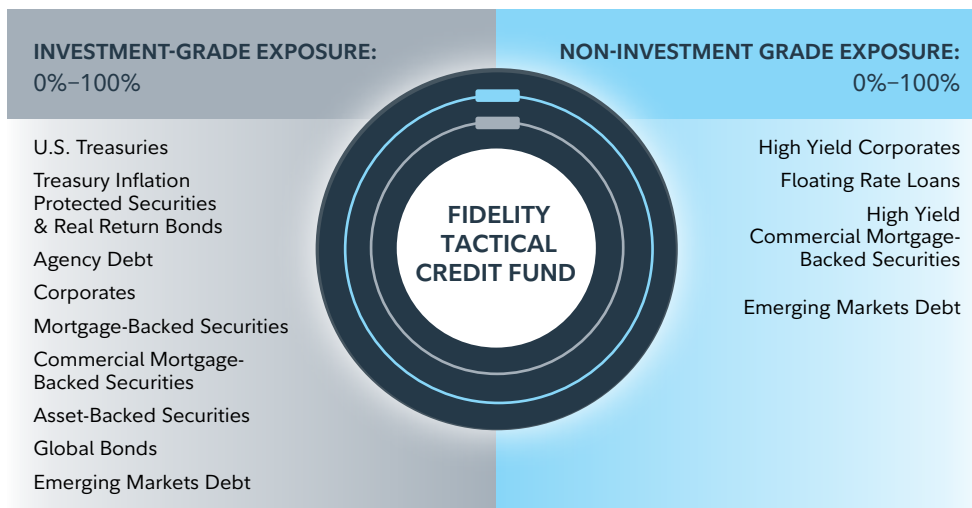 INVESTMENT-GRADE EXPOSURE:
0%–100%
U.S. Treasuries
Treasury Inflation
Protected Securities
& Real Return Bonds
Agency Debt
Corporates
Mortgage-Backed Securities
Commercial Mortgage-
Backed Securities
Asset-Backed Securities
Global Bonds
Emerging Markets Debt
FIDELITY
TACTICAL
CREDIT FUND
NON-INVESTMENT GRADE EXPOSURE:
0%–100%
High Yield Corporates
Floating Rate Loans
High Yield
Commercial Mortgage-
Backed Securities
Emerging Markets Debt